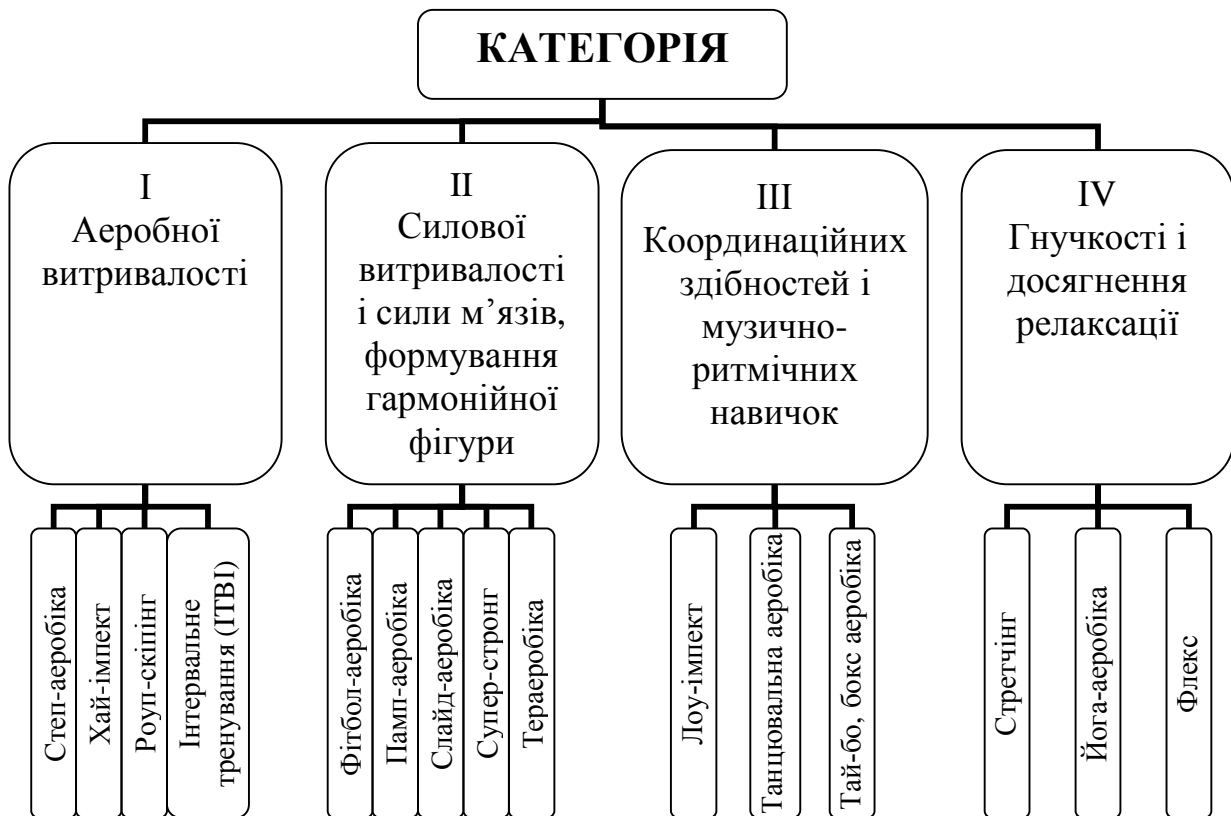 КАТЕГОРІЯ
I
Аеробної
витривалості
II
Силової
витривалості
і сили м’язів,
формування
гармонійної
фігури
III
Координаційних
здібностей і
музично-
ритмічних
навичок
IV
Гнучкості і
досягнення
релаксації
Степ-аеробіка
Хай-імпект
Роуп-скіпінг
Інтервальне
тренування (ІТВІ)
Фітбол-аеробіка
Памп-аеробіка
Слайд-аеробіка
Супер-стронг
Тераеробіка
Лоу-імпект
Танцювальна аеробіка
Тай-бо, бокс аеробіка
Стретчінг
Йога-аеробіка
Флекс